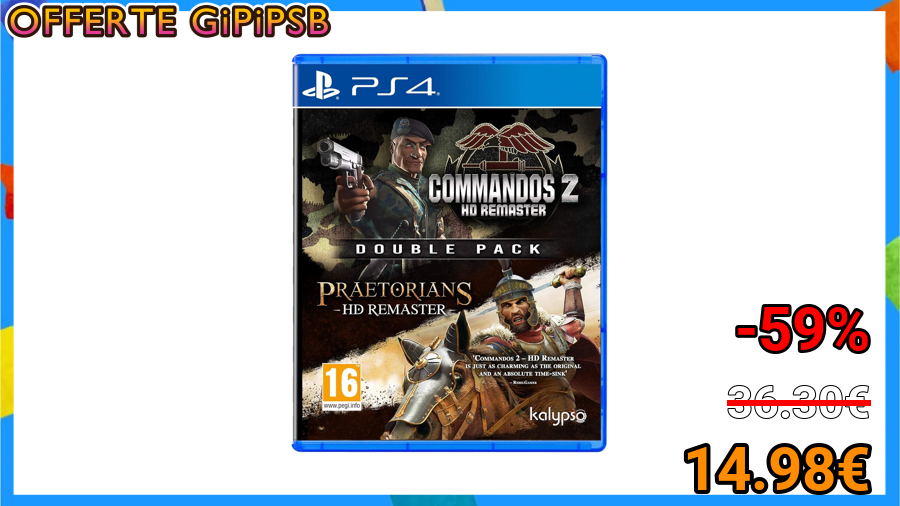 OFFERTE GiPiPSB
PS4
COMMANDOS 2
HD REMASTER
DOUBLE PACK
PRAETORIANS
-HD REMASTER-
'COMMANDOS 2 – HD REMASTER
IS JUST AS CHARMING AS THE ORIGINAL
AND AN ABSOLUTE TIME-SINK'
16
www.pegi.info
kalypso
-59%
36.30€
14.98€